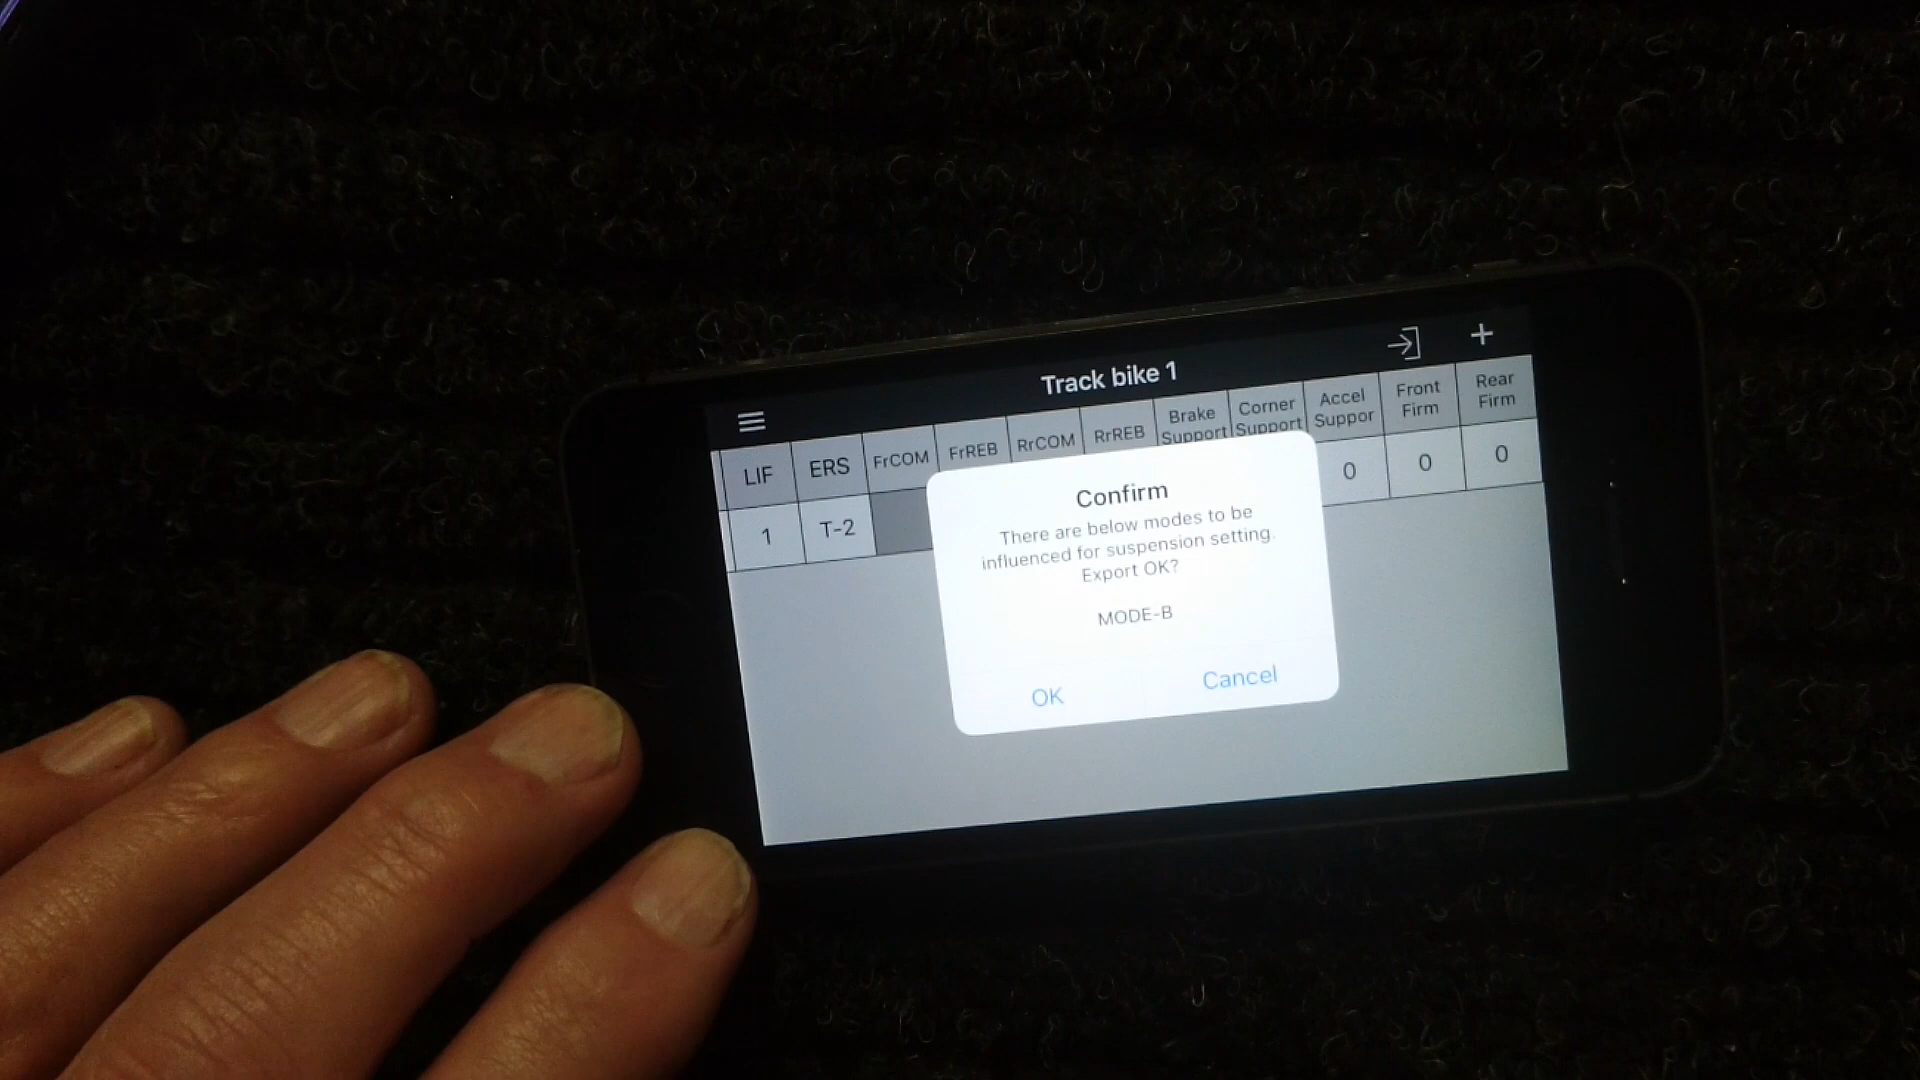 Track bike 1
LIF ERS FrCOM FrREB RrCOM RrREB Brake Support Corner Support Accel Suppor Front Firm Rear Firm
1 T-2 0 0 0
Confirm
There are below modes to be
influenced for suspension setting.
Export OK?
MODE-B
OK Cancel